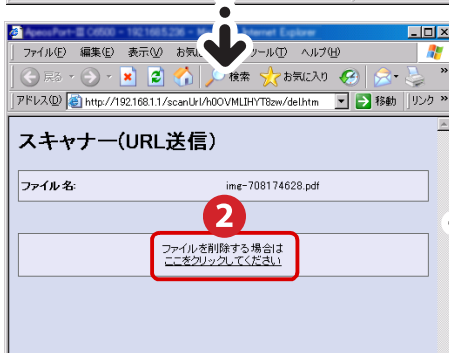 ApeosPort-III C6500 - 192.168.5.236 - Internet Explorer
ファイル(F) 編集(E) 表示(V) お気に ツール(T) ヘルプ(H)
戻る 検索 お気に入り
アドレス(D) http://192.168.1.1/scanUrl/h0OVMLIHYT8zw/del.htm 移動 リンク »
スキャナー(URL送信)
ファイル名: img-708174628.pdf
2
ファイルを削除する場合は
ここをクリックしてください